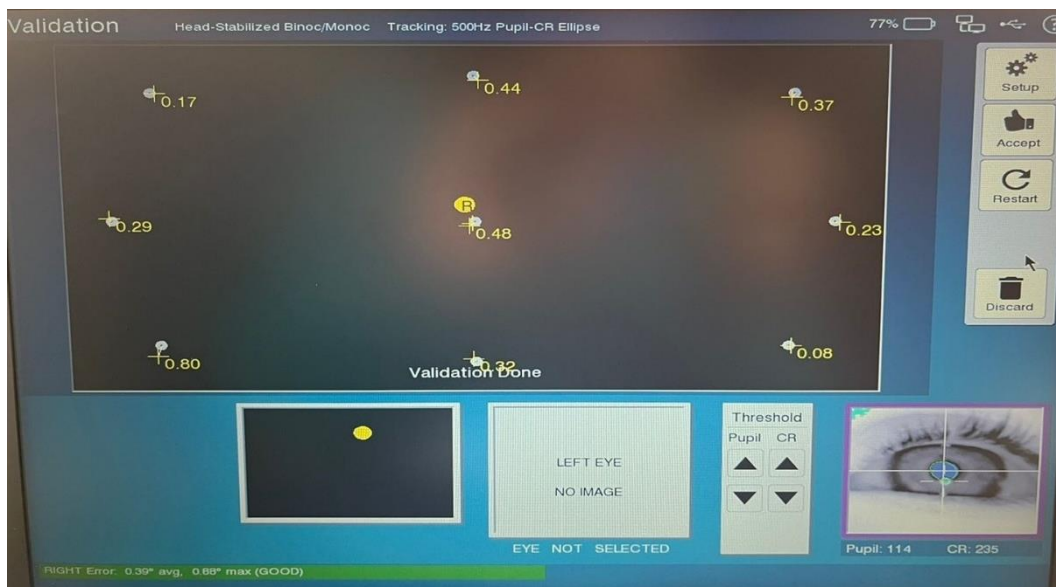 Validation
Head-Stabilized Binoc/Monoc Tracking: 500Hz Pupil-CR Ellipse
77%
Setup
Accept
Restart
Discard
0.17
0.44
0.37
0.29
R
0.48
0.23
0.80
0.32
0.08
Validation Done
LEFT EYE
NO IMAGE
EYE NOT SELECTED
Threshold
Pupil CR
Pupil: 114 CR: 235
RIGHT Error: 0.39° avg, 0.88° max (GOOD)